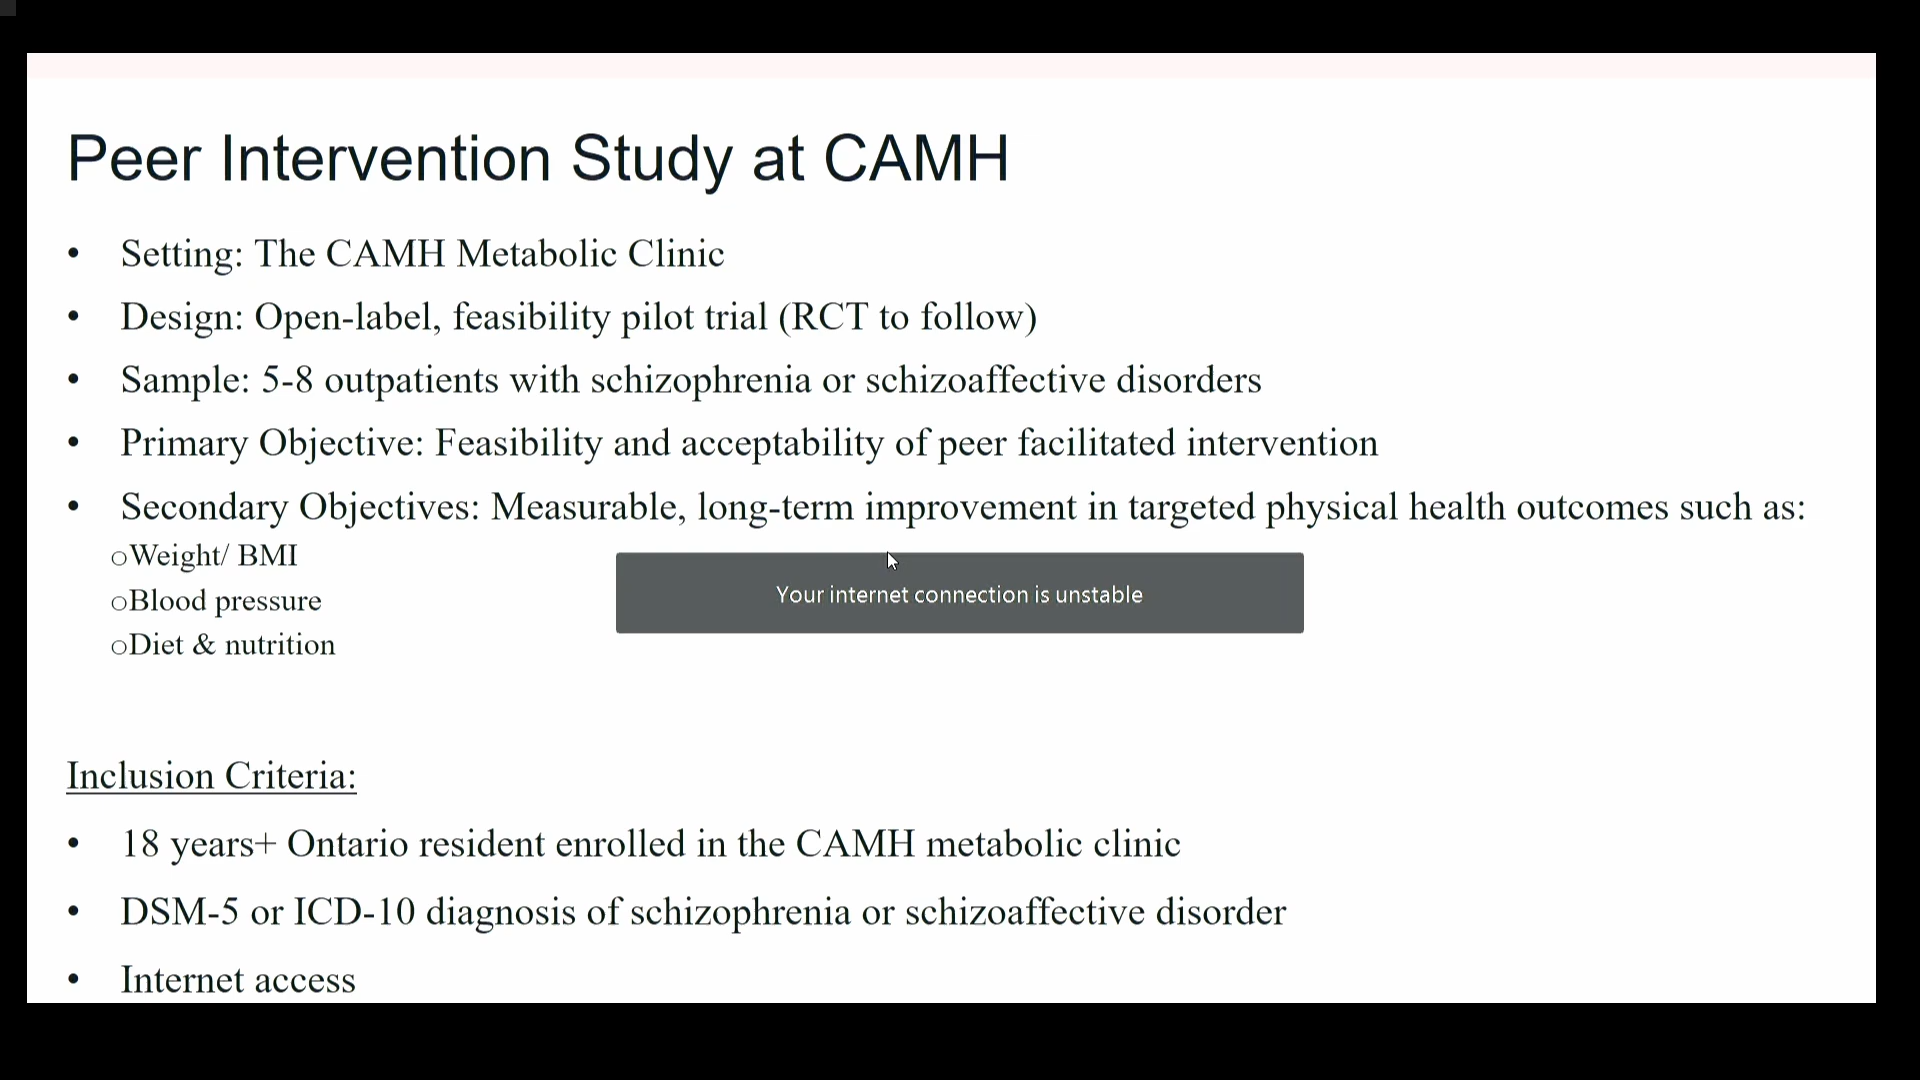 Peer Intervention Study at CAMH
• Setting: The CAMH Metabolic Clinic
• Design: Open-label, feasibility pilot trial (RCT to follow)
• Sample: 5-8 outpatients with schizophrenia or schizoaffective disorders
• Primary Objective: Feasibility and acceptability of peer facilitated intervention
• Secondary Objectives: Measurable, long-term improvement in targeted physical health outcomes such as:
oWeight/ BMI
oBlood pressure
oDiet & nutrition
Your internet connection is unstable
Inclusion Criteria:
• 18 years+ Ontario resident enrolled in the CAMH metabolic clinic
• DSM-5 or ICD-10 diagnosis of schizophrenia or schizoaffective disorder
• Internet access